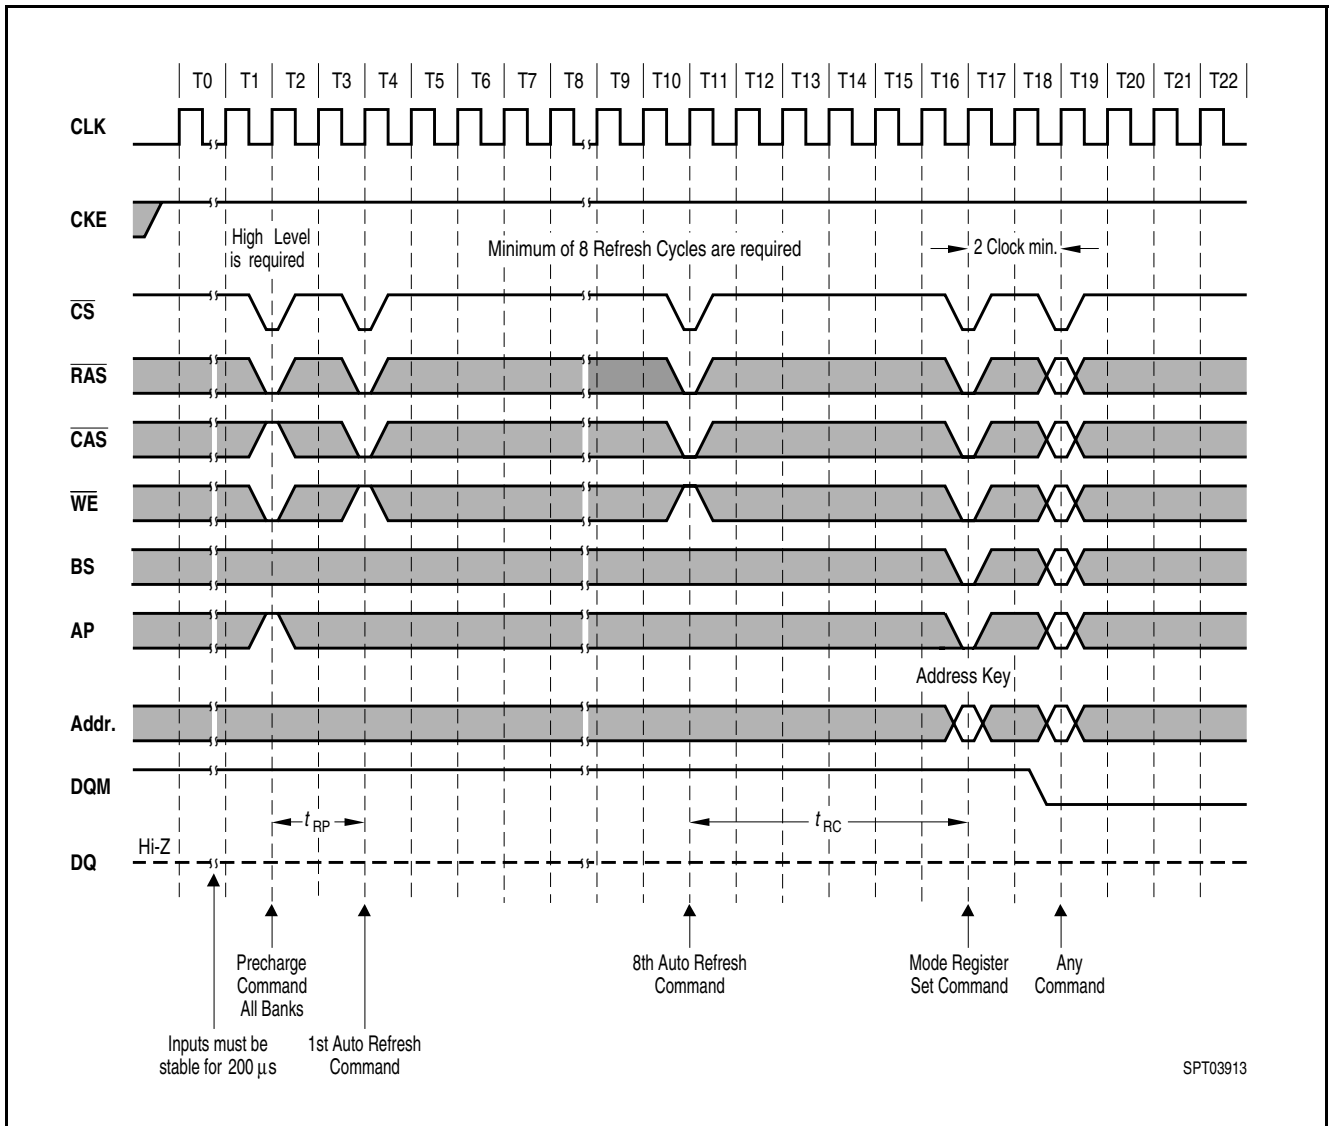 T0 T1 T2 T3 T4 T5 T6 T7 T8 T9 T10 T11 T12 T13 T14 T15 T16 T17 T18 T19 T20 T21 T22
CLK
CKE
High Level
is required
Minimum of 8 Refresh Cycles are required
2 Clock min.
CS
RAS
CAS
WE
BS
AP
Address Key
Addr.
DQM
t RP
t RC
Hi-Z
DQ
Precharge
Command
All Banks
8th Auto Refresh
Command
Mode Register
Set Command
Any
Command
Inputs must be
stable for 200 µs
1st Auto Refresh
Command
SPT03913